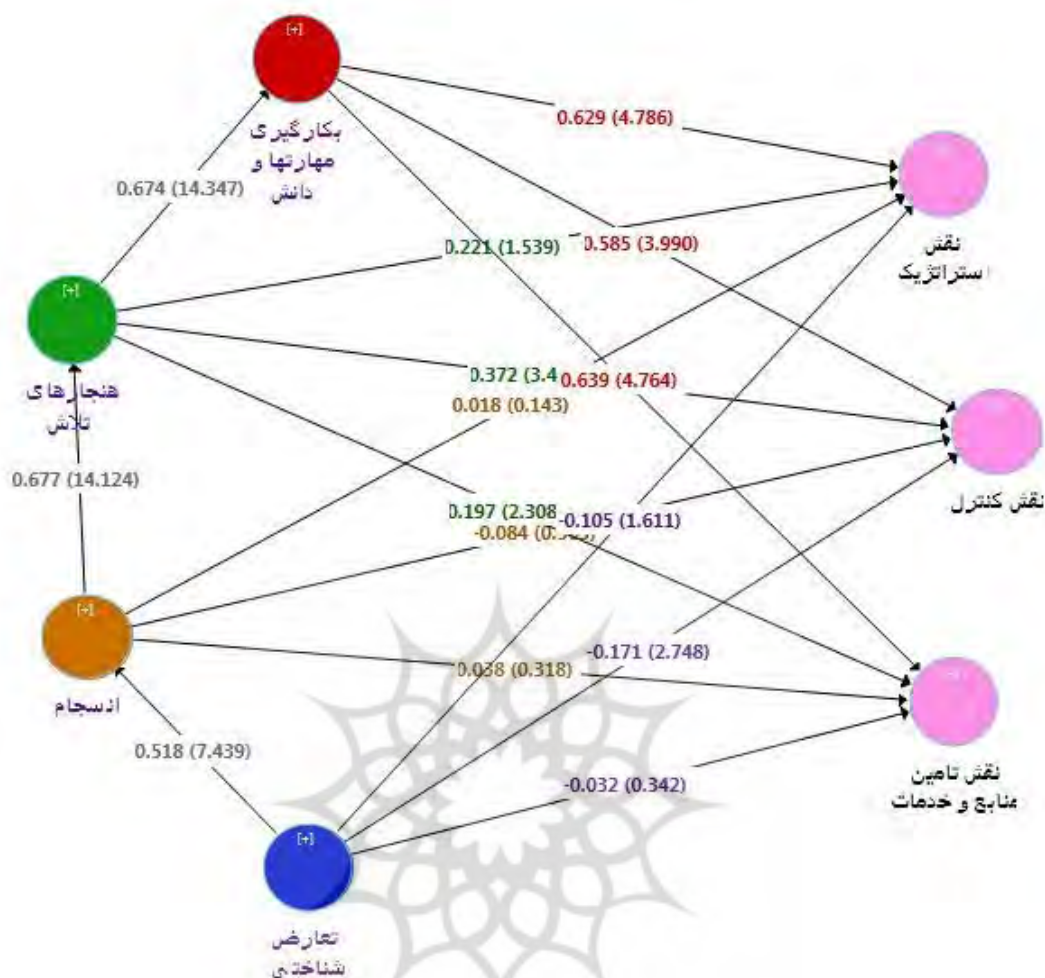 [+]
بکارگیری
مهارتها و
دانش
0.629 (4.786)
0.674 (14.347)
نقش
استراتژیک
0.221 (1.539)
0.585 (3.990)
[+]
هنجارهای
تلاش
0.372 (3.4
0.639 (4.764)
0.018 (0.143)
نقش کنترل
0.677 (14.124)
0.197 (2.308
-0.105 (1.611)
-0.084 (0.
[+]
انسجام
-0.171 (2.748)
0.038 (0.318)
نقش تامین
منابع و خدمات
0.518 (7.439)
-0.032 (0.342)
[+]
تعارض
شناختی